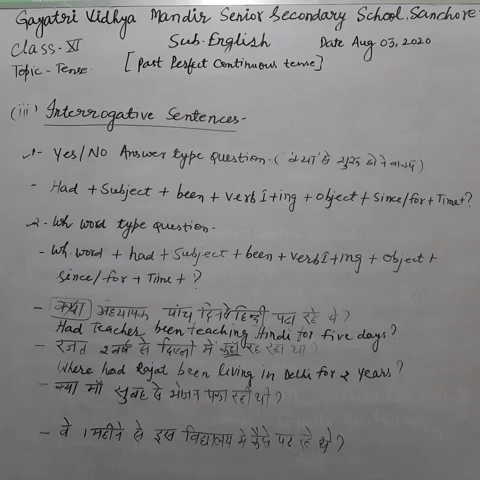 Gayatri Vidhya Mandir Senior Secondary School, Sanchore.
Class-XI Sub. English Date Aug 03, 2020
Topic - Tense. [Past Perfect Continuous tense]
(iii) Interrogative Sentences-
1- Yes/No Answer type question. (क्या से शुरू होने वाले)
- Had + Subject + been + verb I + ing + object + since/for + Time + ?
2- Wh word type question-
- Wh. word + had + Subject + been + verb I + ing + object +
since/for + Time + ?
- क्या अध्यापक पांच दिन से हिन्दी पढा रहे थे?
Had Teacher been teaching Hindi for five days?
- रजत 2 वर्ष से दिल्ली में कहाँ रह रहा था?
Where had Rajat been living in Delhi for 2 years?
- क्या माँ सुबह से भोजन पका रही थी?
- वे 1 महीने से इस विद्यालय में कैसे पढ रहे थे?